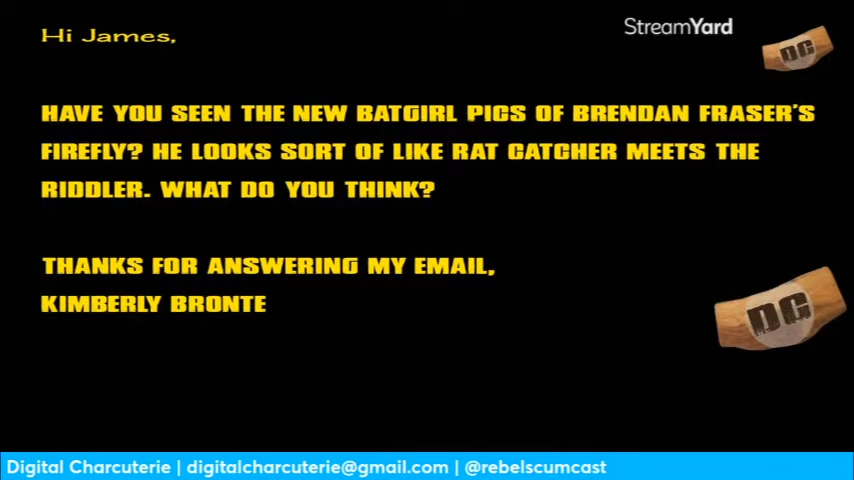 Hi James,
StreamYard
DG
HAVE YOU SEEN THE NEW BATGIRL PICS OF BRENDAN FRASER'S
FIREFLY? HE LOOKS SORT OF LIKE RAT CATCHER MEETS THE
RIDDLER. WHAT DO YOU THINK?
THANKS FOR ANSWERING MY EMAIL,
KIMBERLY BRONTE
DG
Digital Charcuterie | digitalcharcuterie@gmail.com | @rebelscumcast